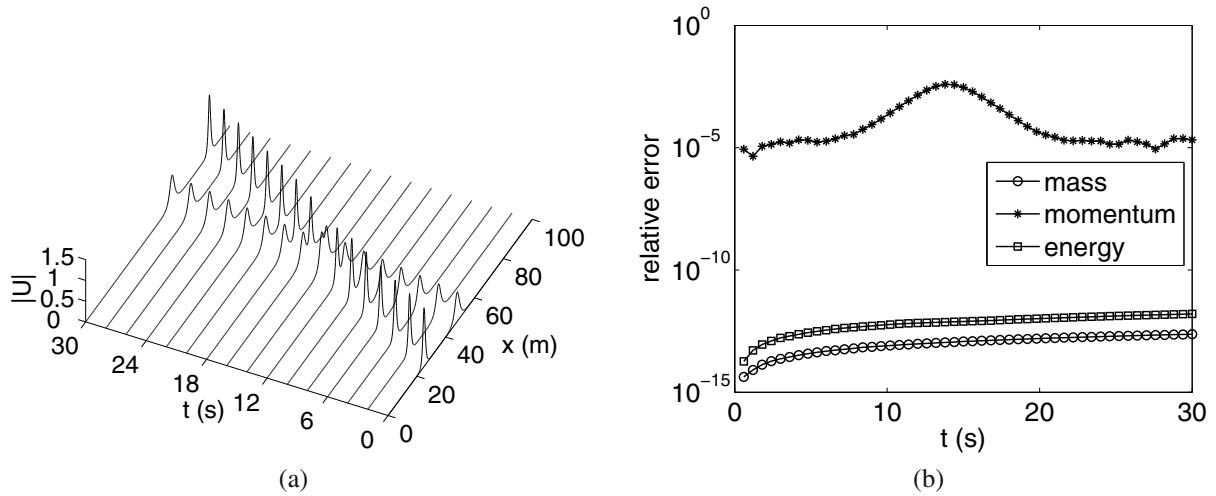 1.5
1
0.5
0
|U|
30
24
18
12
6
0
t (s)
0
20
40
60
80
100
x (m)
(a)
10^0
10^-5
10^-10
10^-15
relative error
mass
momentum
energy
0
10
20
30
t (s)
(b)